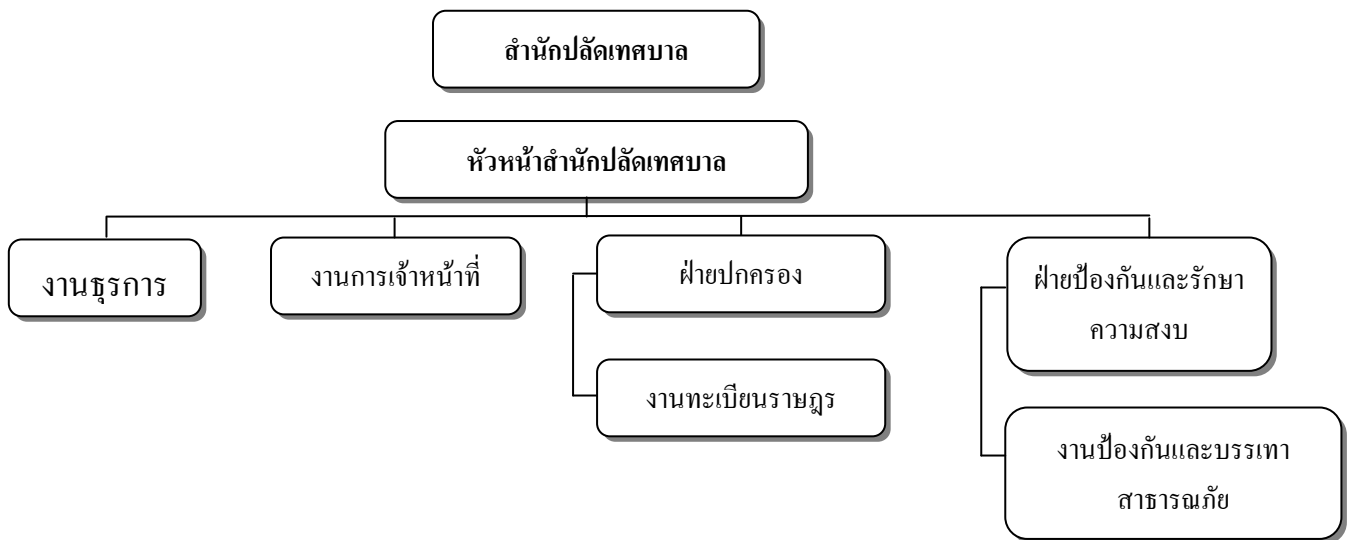 สำนักปลัดเทศบาล
หัวหน้าสำนักปลัดเทศบาล
งานธุรการ
งานการเจ้าหน้าที่
ฝ่ายปกครอง
ฝ่ายป้องกันและรักษา
ความสงบ
งานทะเบียนราษฎร
งานป้องกันและบรรเทา
สาธารณภัย